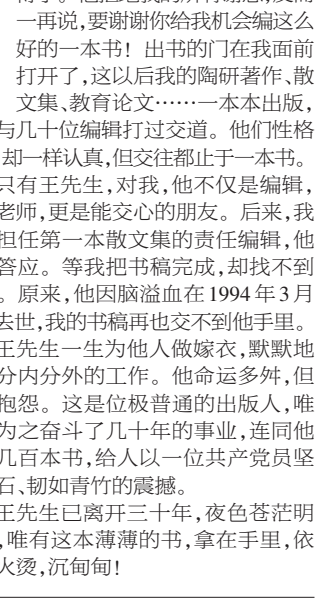 一再说,要谢谢你给我机会编这么
好的一本书！出书的门在我面前
打开了,这以后我的陶研著作、散
文集、教育论文……一本本出版,
与几十位编辑打过交道。他们性格
却一样认真,但交往都止于一本书。
只有王先生,对我,他不仅是编辑,
老师,更是能交心的朋友。后来,我
担任第一本散文集的责任编辑,他
答应。等我把书稿完成,却找不到
。原来,他因脑溢血在1994年3月
去世,我的书稿再也交不到他手里。
王先生一生为他人做嫁衣,默默地
分内分外的工作。他命运多舛,但
抱怨。这是位极普通的出版人,唯
为之奋斗了几十年的事业,连同他
几百本书,给人以一位共产党员坚
石、韧如青竹的震撼。
王先生已离开三十年,夜色苍茫明
,唯有这本薄薄的书,拿在手里,依
火烫,沉甸甸!